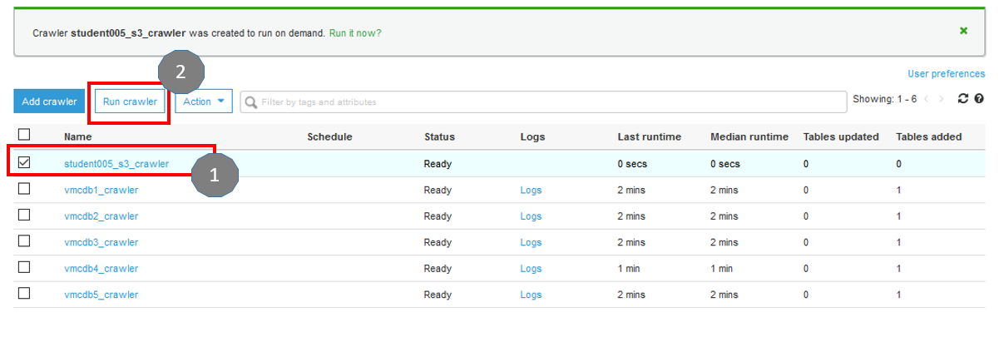 Crawler student005_s3_crawler was created to run on demand. Run it now?
2
User preferences
Add crawler Run crawler Action Filter by tags and attributes Showing: 1 - 6
Name Schedule Status Logs Last runtime Median runtime Tables updated Tables added
student005_s3_crawler Ready 0 secs 0 secs 0 0
1
vmcdb1_crawler Ready Logs 2 mins 2 mins 0 1
vmcdb2_crawler Ready Logs 2 mins 2 mins 0 1
vmcdb3_crawler Ready Logs 2 mins 2 mins 0 1
vmcdb4_crawler Ready Logs 1 min 1 min 0 1
vmcdb5_crawler Ready Logs 2 mins 2 mins 0 1